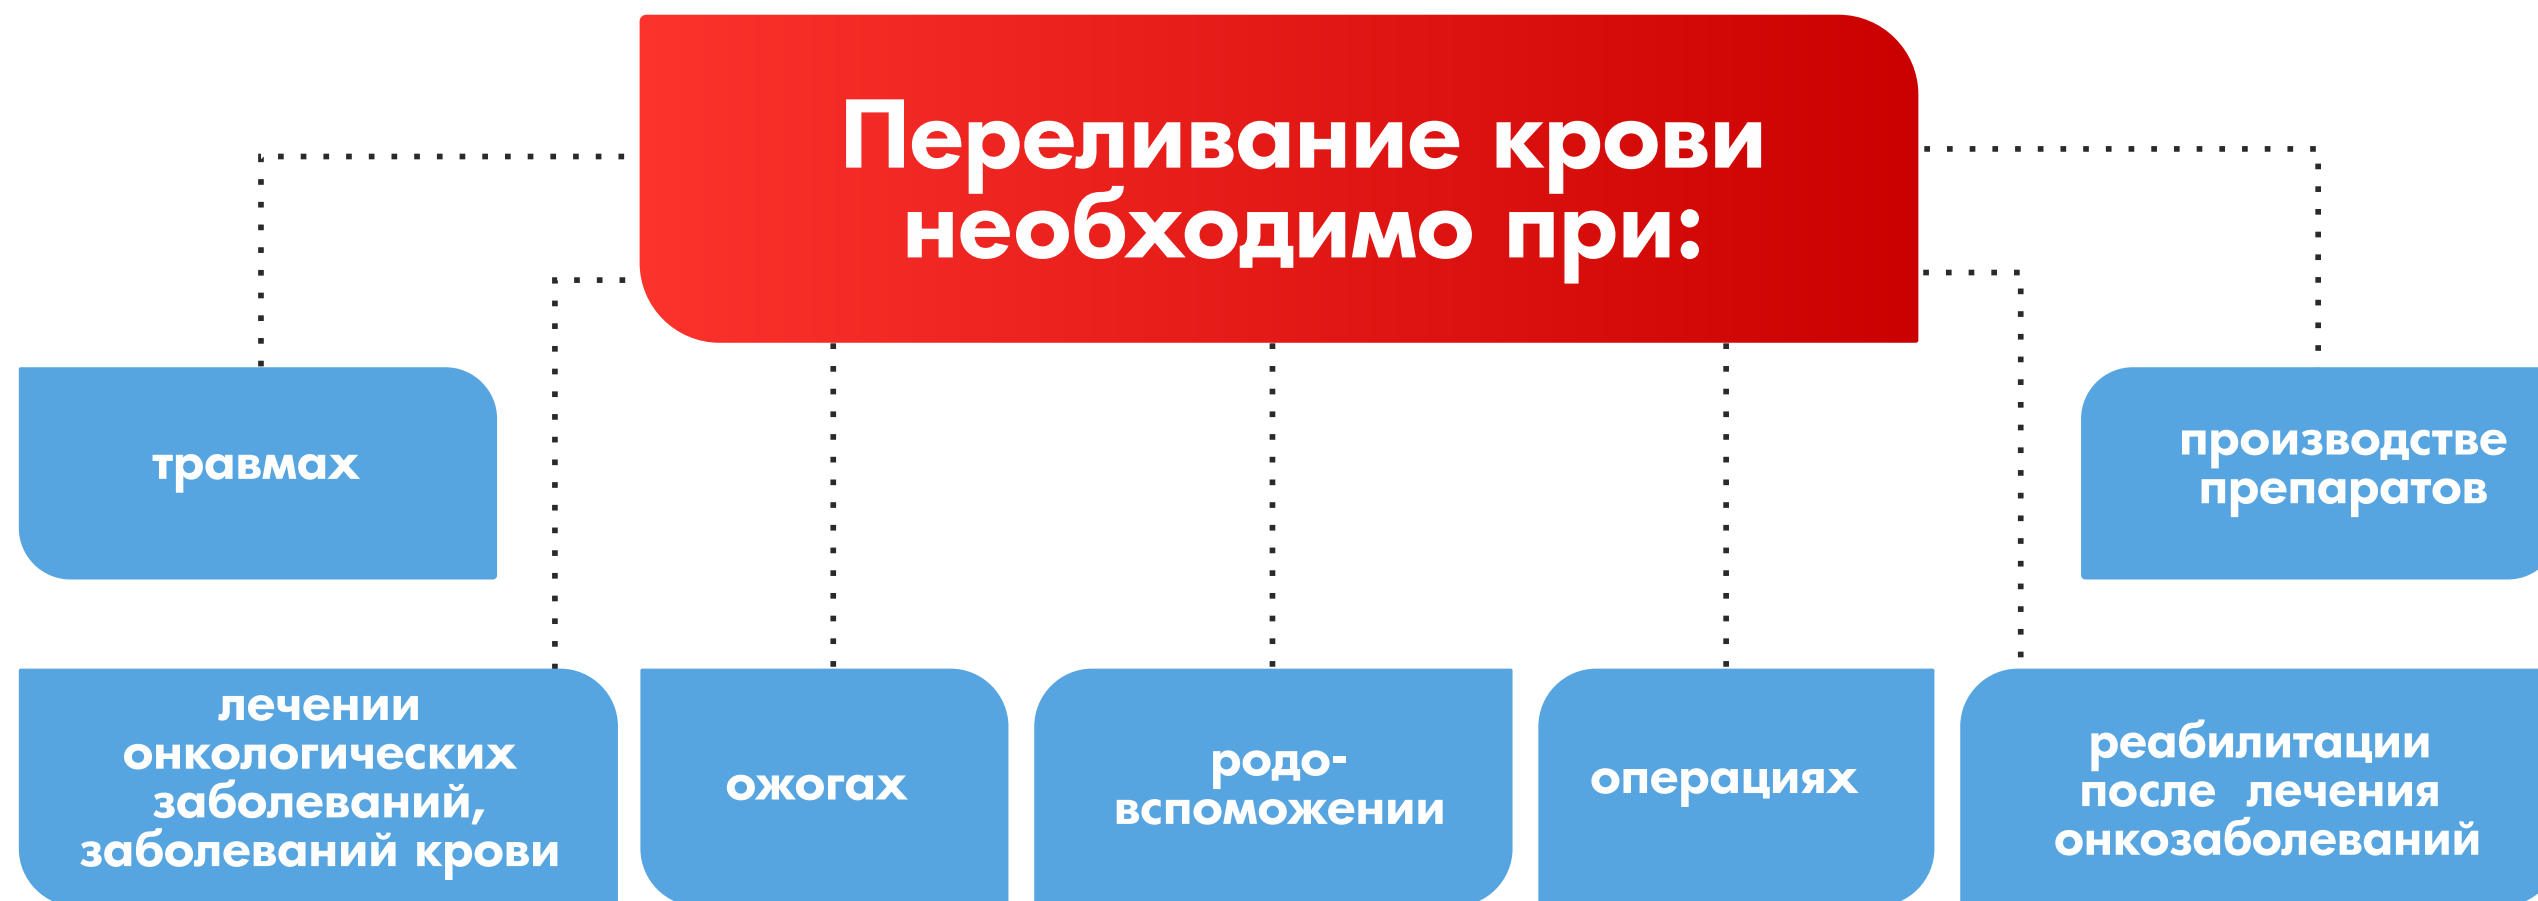 Переливание крови
необходимо при:
травмах
производстве
препаратов
лечении
онкологических
заболеваний,
заболеваний крови
ожогах
родо-
вспоможении
операциях
реабилитации
после лечения
онкозаболеваний